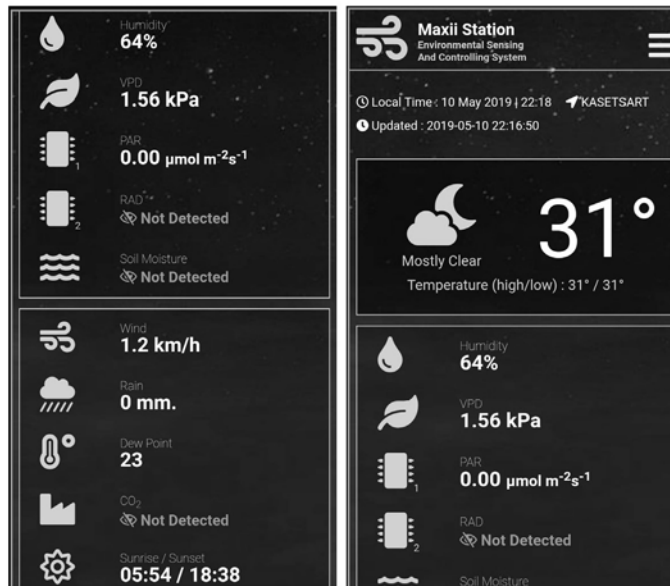 Humidity
64%
VPD
1.56 kPa
PAR
0.00 μmol m⁻²s⁻¹
1
RAD
Not Detected
2
Soil Moisture
Not Detected
Wind
1.2 km/h
Rain
0 mm.
Dew Point
23
CO₂
Not Detected
Sunrise / Sunset
05:54 / 18:38
Maxii Station
Environmental Sensing
And Controlling System
Local Time : 10 May 2019 | 22:18 KASETSART
Updated : 2019-05-10 22:16:50
31°
Mostly Clear
Temperature (high/low) : 31° / 31°
Humidity
64%
VPD
1.56 kPa
PAR
0.00 μmol m⁻²s⁻¹
1
RAD
Not Detected
2
Soil Moisture